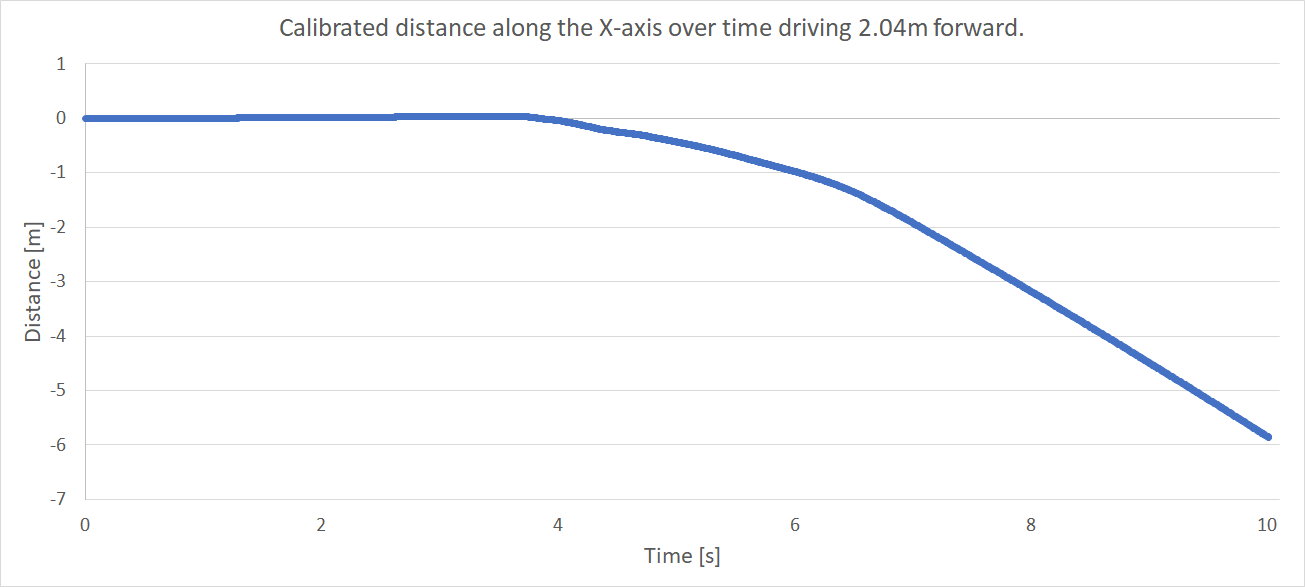 Calibrated distance along the X-axis over time driving 2.04m forward.
1
0
-1
-2
-3
-4
-5
-6
-7
Distance [m]
0 2 4 6 8 10
Time [s]